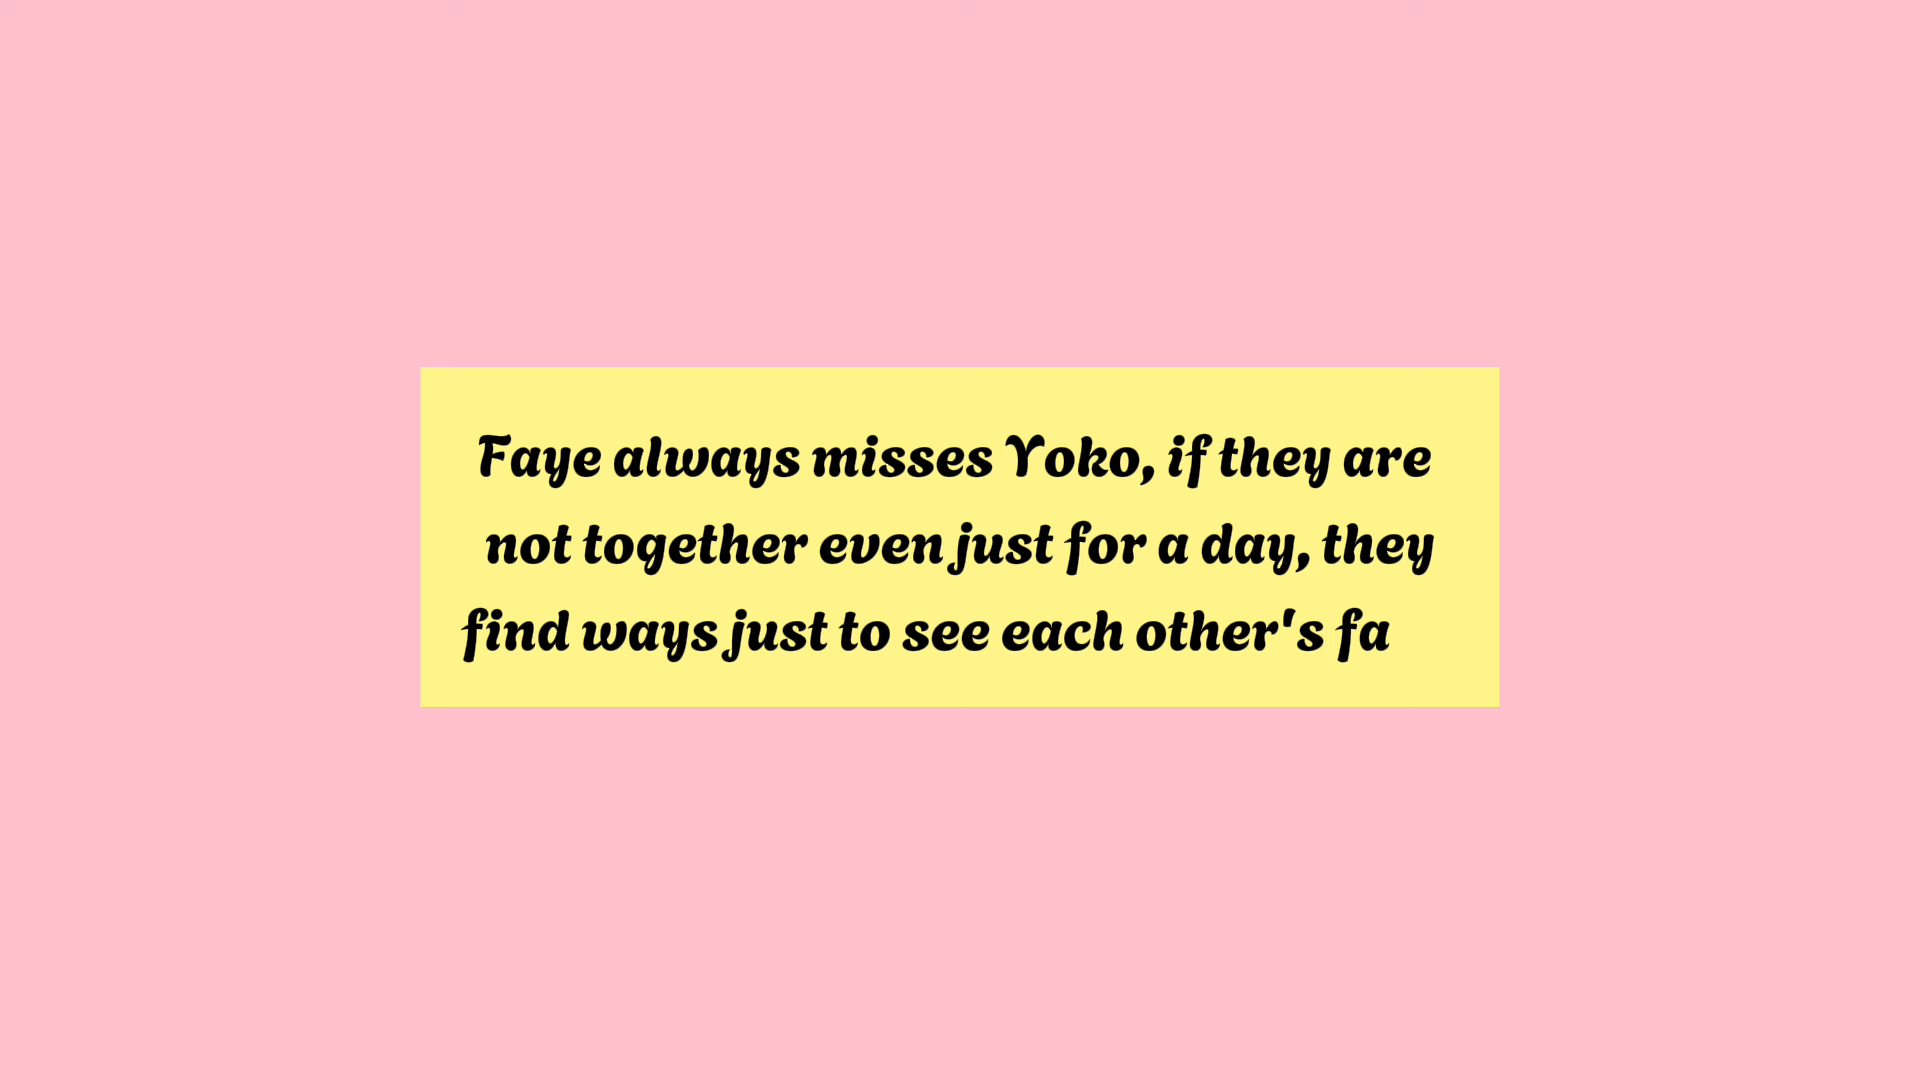 Faye always misses Yoko, if they are
not together even just for a day, they
find ways just to see each other's fa